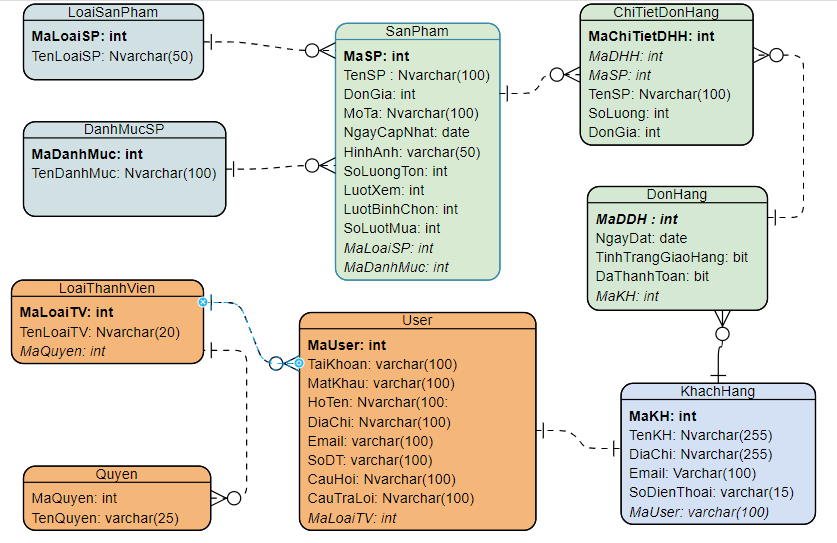 LoaiSanPham
MaLoaiSP: int
TenLoaiSP: Nvarchar(50)
DanhMucSP
MaDanhMuc: int
TenDanhMuc: Nvarchar(100)
SanPham
MaSP: int
TenSP : Nvarchar(100)
DonGia: int
MoTa: Nvarchar(100)
NgayCapNhat: date
HinhAnh: varchar(50)
SoLuongTon: int
LuotXem: int
LuotBinhChon: int
SoLuotMua: int
MaLoaiSP: int
MaDanhMuc: int
ChiTietDonHang
MaChiTietDHH: int
MaDHH: int
MaSP: int
TenSP: Nvarchar(100)
SoLuong: int
DonGia: int
DonHang
MaDDH : int
NgayDat: date
TinhTrangGiaoHang: bit
DaThanhToan: bit
MaKH: int
LoaiThanhVien
MaLoaiTV: int
TenLoaiTV: Nvarchar(20)
MaQuyen: int
User
MaUser: int
TaiKhoan: varchar(100)
MatKhau: varchar(100)
HoTen: Nvarchar(100:
DiaChi: Nvarchar(100)
Email: varchar(100)
SoDT: varchar(100)
CauHoi: Nvarchar(100)
CauTraLoi: Nvarchar(100)
MaLoaiTV: int
KhachHang
MaKH: int
TenKH: Nvarchar(255)
DiaChi: Nvarchar(255)
Email: Varchar(100)
SoDienThoai: varchar(15)
MaUser: varchar(100)
Quyen
MaQuyen: int
TenQuyen: varchar(25)